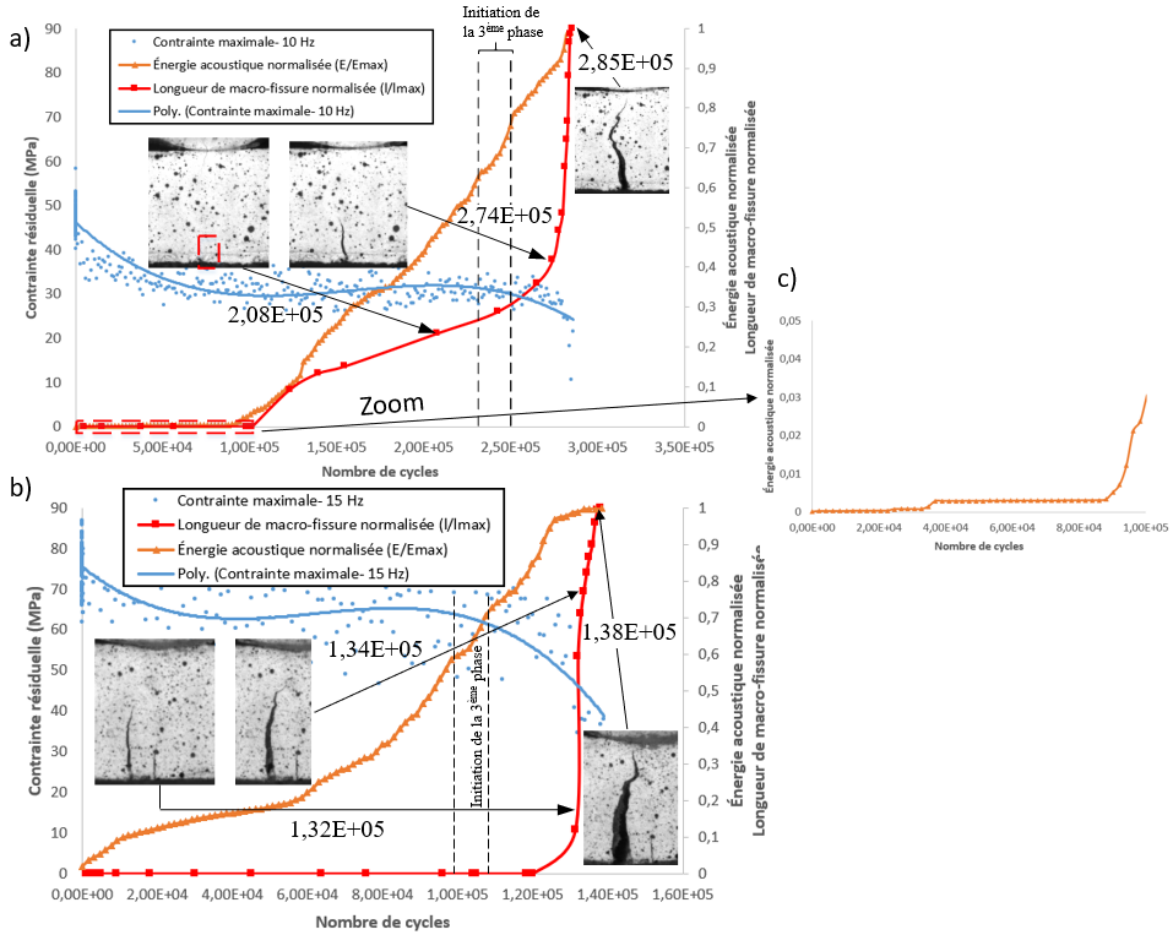 a)
Contrainte maximale- 10 Hz
Énergie acoustique normalisée (E/Emax)
Longueur de macro-fissure normalisée (l/lmax)
Poly. (Contrainte maximale- 10 Hz)
Initiation de
la 3ème phase
2,85E+05
2,74E+05
2,08E+05
Zoom
90
80
70
60
50
40
30
20
10
0
Contrainte résiduelle (MPa)
1
0,9
0,8
0,7
0,6
0,5
0,4
0,3
0,2
0,1
0
Énergie acoustique normalisée
Longueur de macro-fissure normalisée
0,00E+00
5,00E+04
1,00E+05
1,50E+05
2,00E+05
2,50E+05
3,00E+05
3,50E+05
Nombre de cycles
c)
0,05
0,04
0,03
0,02
0,01
0
Énergie acoustique normalisée
0,00E+00
2,00E+04
4,00E+04
6,00E+04
8,00E+04
1,00E+05
Nombre de cycles
b)
Contrainte maximale- 15 Hz
Longueur de macro-fissure normalisée (l/lmax)
Énergie acoustique normalisée (E/Emax)
Poly. (Contrainte maximale- 15 Hz)
1,34E+05
Initiation de la 3ème phase
1,38E+05
1,32E+05
90
80
70
60
50
40
30
20
10
0
Contrainte résiduelle (MPa)
1
0,9
0,8
0,7
0,6
0,5
0,4
0,3
0,2
0,1
0
Énergie acoustique normalisée
Longueur de macro-fissure normalisée
0,00E+00
2,00E+04
4,00E+04
6,00E+04
8,00E+04
1,00E+05
1,20E+05
1,40E+05
1,60E+05
Nombre de cycles